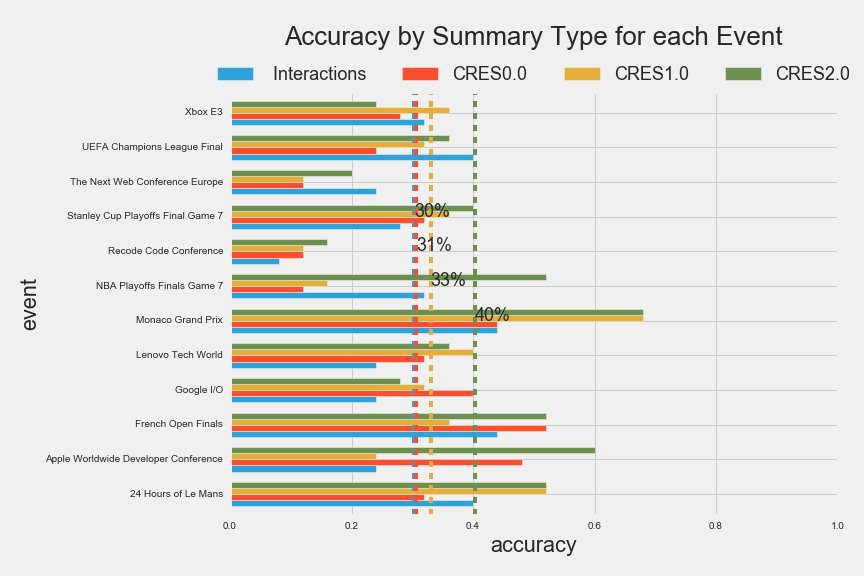 Accuracy by Summary Type for each Event
Interactions CRES0.0 CRES1.0 CRES2.0
Xbox E3
UEFA Champions League Final
The Next Web Conference Europe
Stanley Cup Playoffs Final Game 7
30%
Recode Code Conference
31%
NBA Playoffs Finals Game 7
33%
Monaco Grand Prix
40%
Lenovo Tech World
Google I/O
French Open Finals
Apple Worldwide Developer Conference
24 Hours of Le Mans
event
0.0 0.2 0.4 0.6 0.8 1.0
accuracy